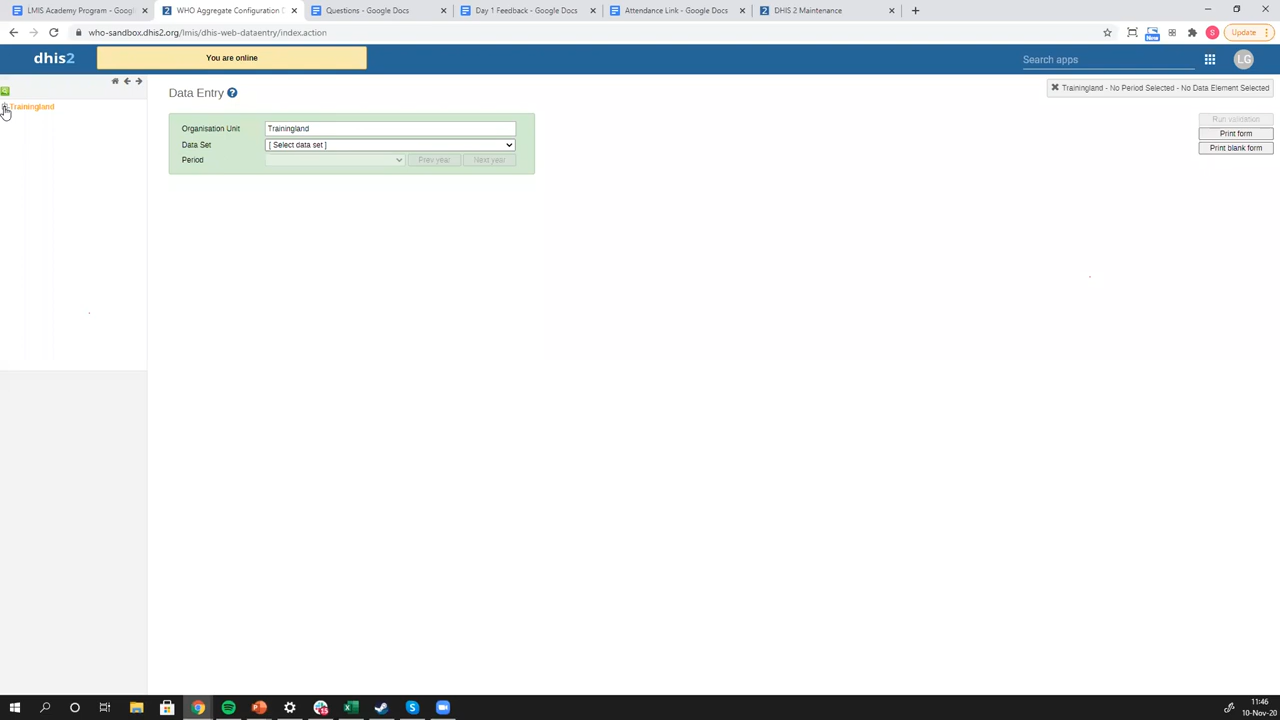 LMIS Academy Program - Goog
WHO Aggregate Configuration D
Questions - Google Docs
Day 1 Feedback - Google Docs
Attendance Link - Google Docs
DHIS 2 Maintenance
who-sandbox.dhis2.org/lmis/dhis-web-dataentry/index.action
New
S
Update
dhis2
You are online
Search apps
LG
Trainingland
Data Entry
Trainingland - No Period Selected - No Data Element Selected
Organisation Unit
Trainingland
Data Set
[ Select data set ]
Period
Prev year
Next year
Run validation
Print form
Print blank form
11:46
10-Nov-20